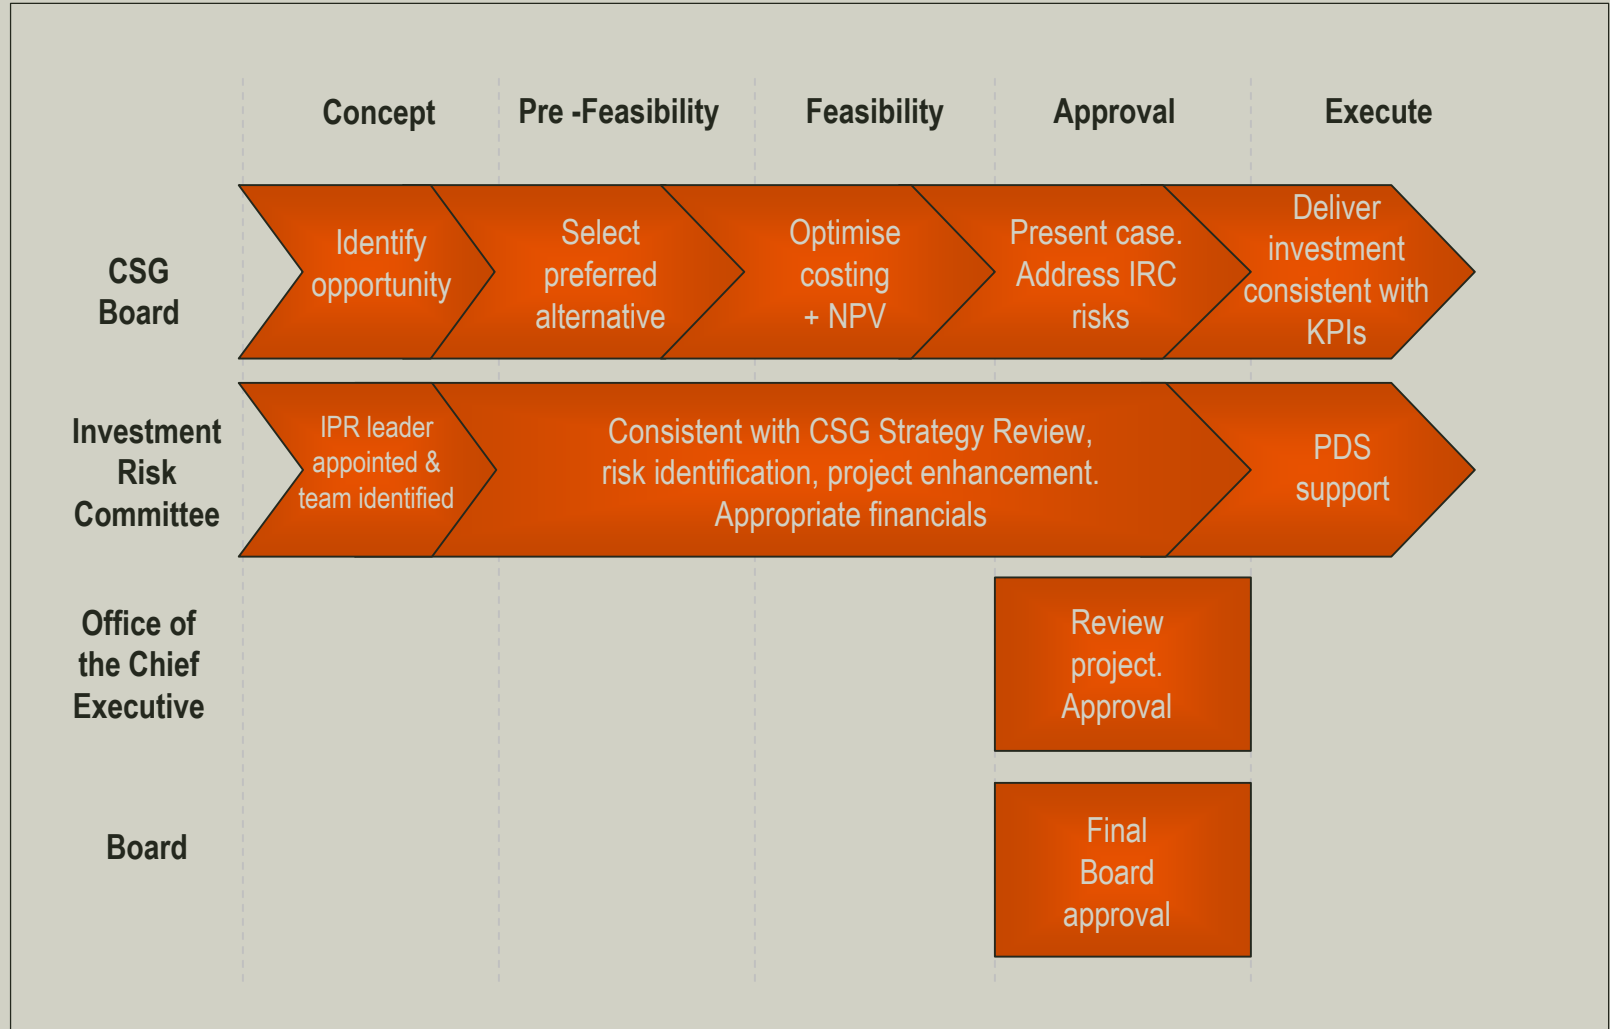 Concept
Pre -Feasibility
Feasibility
Approval
Execute
CSG
Board
Identify
opportunity
Select
preferred
alternative
Optimise
costing
+ NPV
Present case.
Address IRC
risks
Deliver
investment
consistent with
KPIs
Investment
Risk
Committee
IPR leader
appointed &
team identified
Consistent with CSG Strategy Review,
risk identification, project enhancement.
Appropriate financials
PDS
support
Office of
the Chief
Executive
Review
project.
Approval
Board
Final
Board
approval